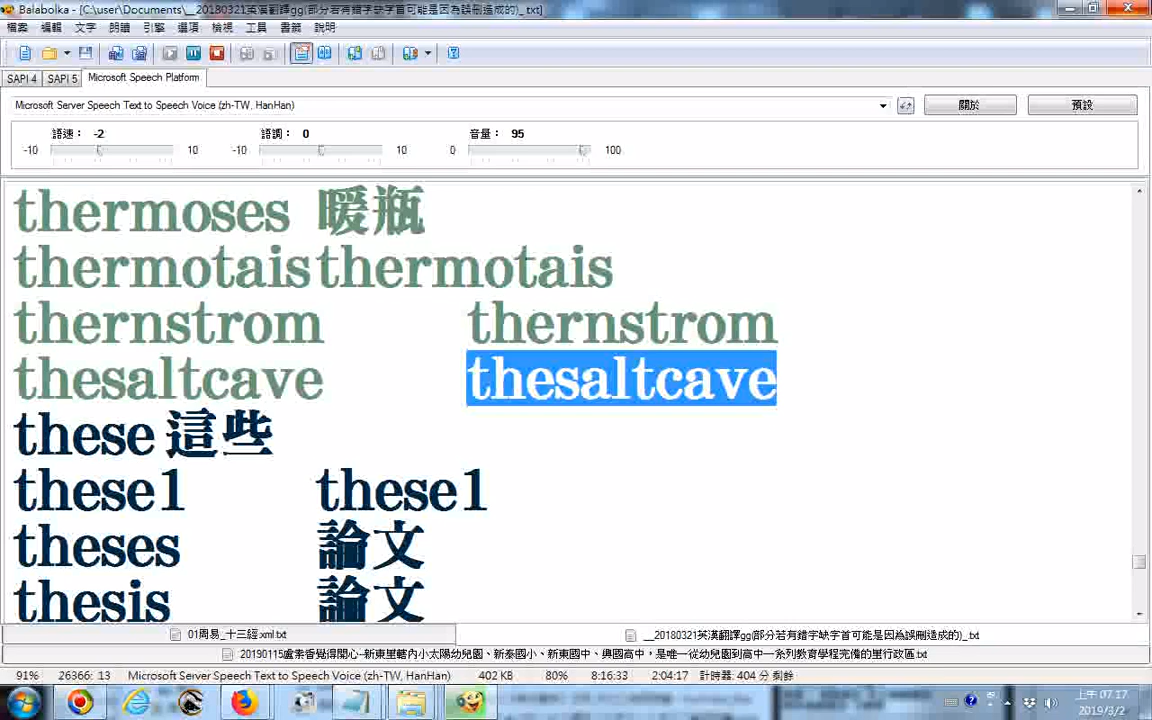 Balabolka - [C:\user\Documents\__20180321英漢翻譯gg(部分若有錯字缺字首可能是因為誤刪造成的)_.txt]
檔案 編輯 文字 朗讀 引擎 選項 檢視 工具 書籤 說明
SAPI 4 SAPI 5 Microsoft Speech Platform
Microsoft Server Speech Text to Speech Voice (zh-TW, HanHan) 關於 預設
語速： -2 語調： 0 音量： 95
-10 10 -10 10 0 100
thermoses 暖瓶
thermotais thermotais
thernstrom thernstrom
thesaltcave thesaltcave
these 這些
these1 these1
theses 論文
thesis 論文
01周易_十三經.xml.txt __20180321英漢翻譯gg(部分若有錯字缺字首可能是因為誤刪造成的)_.txt
20190115盧素香覺得開心-新東里轄內小太陽幼兒園、新泰國小、新東國中、興國高中，是唯一從幼兒園到高中一系列教育學程完備的里行政區.txt
91% 26366: 13 Microsoft Server Speech Text to Speech Voice (zh-TW, HanHan) 402 KB 80% 8:16:33 2:04:17 計時器: 404 分 剩餘
上午 07:17
2019/3/2